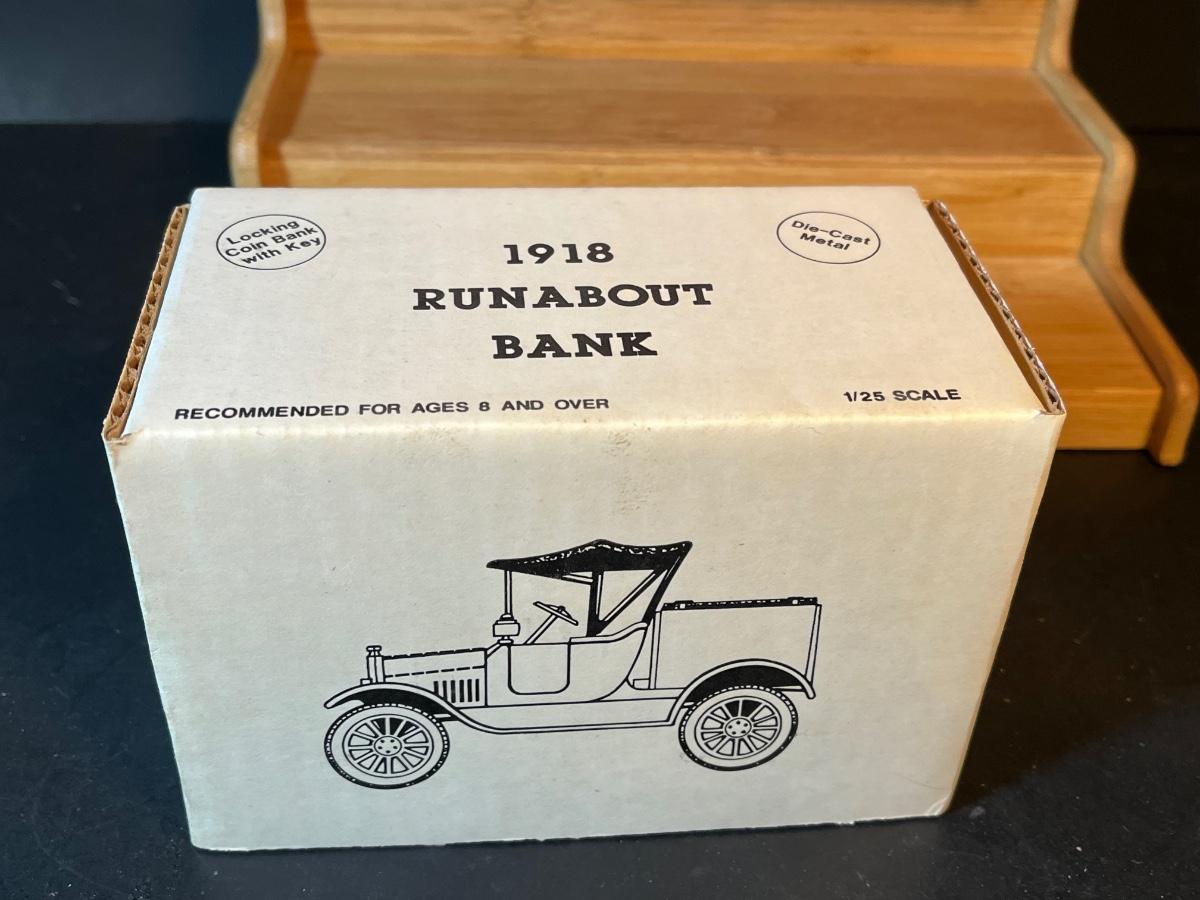 Locking
Coin Bank
with Key
Die-Cast
Metal
1918
RUNABOUT
BANK
RECOMMENDED FOR AGES 8 AND OVER
1/25 SCALE